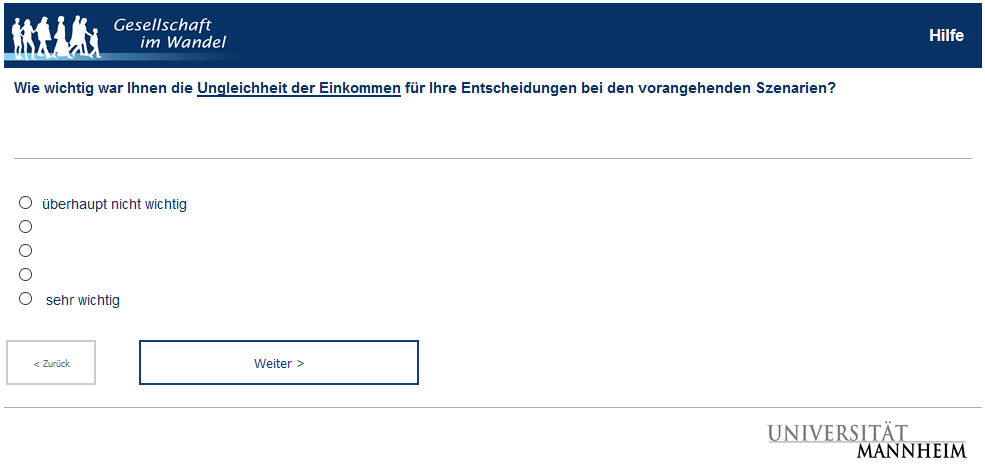 Gesellschaft
im Wandel
Hilfe
Wie wichtig war Ihnen die Ungleichheit der Einkommen für Ihre Entscheidungen bei den vorangehenden Szenarien?
überhaupt nicht wichtig
sehr wichtig
< Zurück
Weiter >
UNIVERSITÄT
MANNHEIM